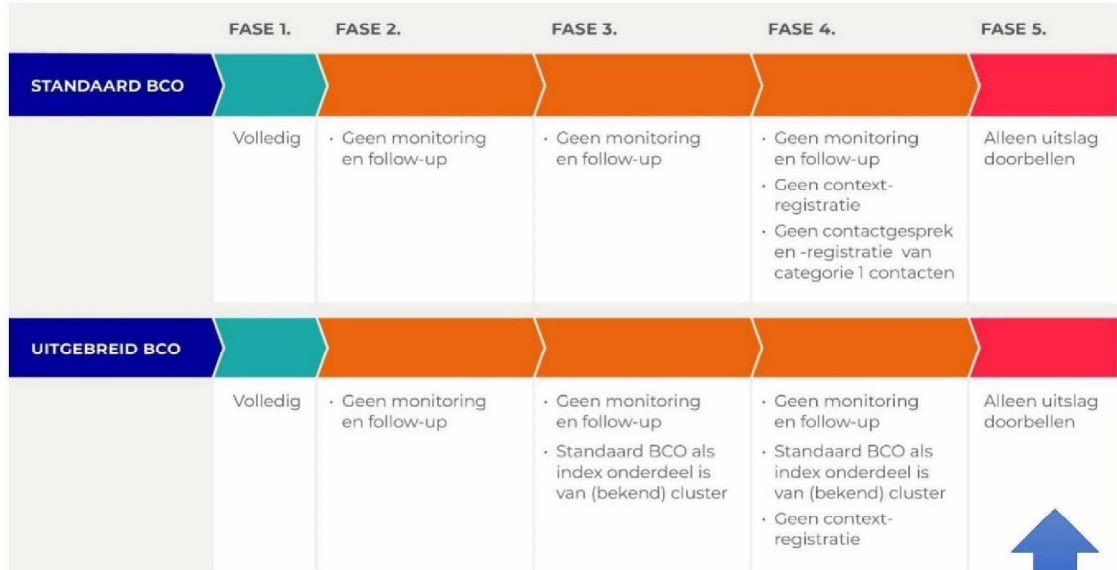 FASE 1. FASE 2. FASE 3. FASE 4. FASE 5.
STANDAARD BCO
Volledig
· Geen monitoring
en follow-up
· Geen monitoring
en follow-up
· Geen monitoring
en follow-up
· Geen context-
registratie
· Geen contactgesprek
en -registratie van
categorie 1 contacten
Alleen uitslag
doorbellen
UITGEBREID BCO
Volledig
· Geen monitoring
en follow-up
· Geen monitoring
en follow-up
· Standaard BCO als
index onderdeel is
van (bekend) cluster
· Geen monitoring
en follow-up
· Standaard BCO als
index onderdeel is
van (bekend) cluster
· Geen context-
registratie
Alleen uitslag
doorbellen